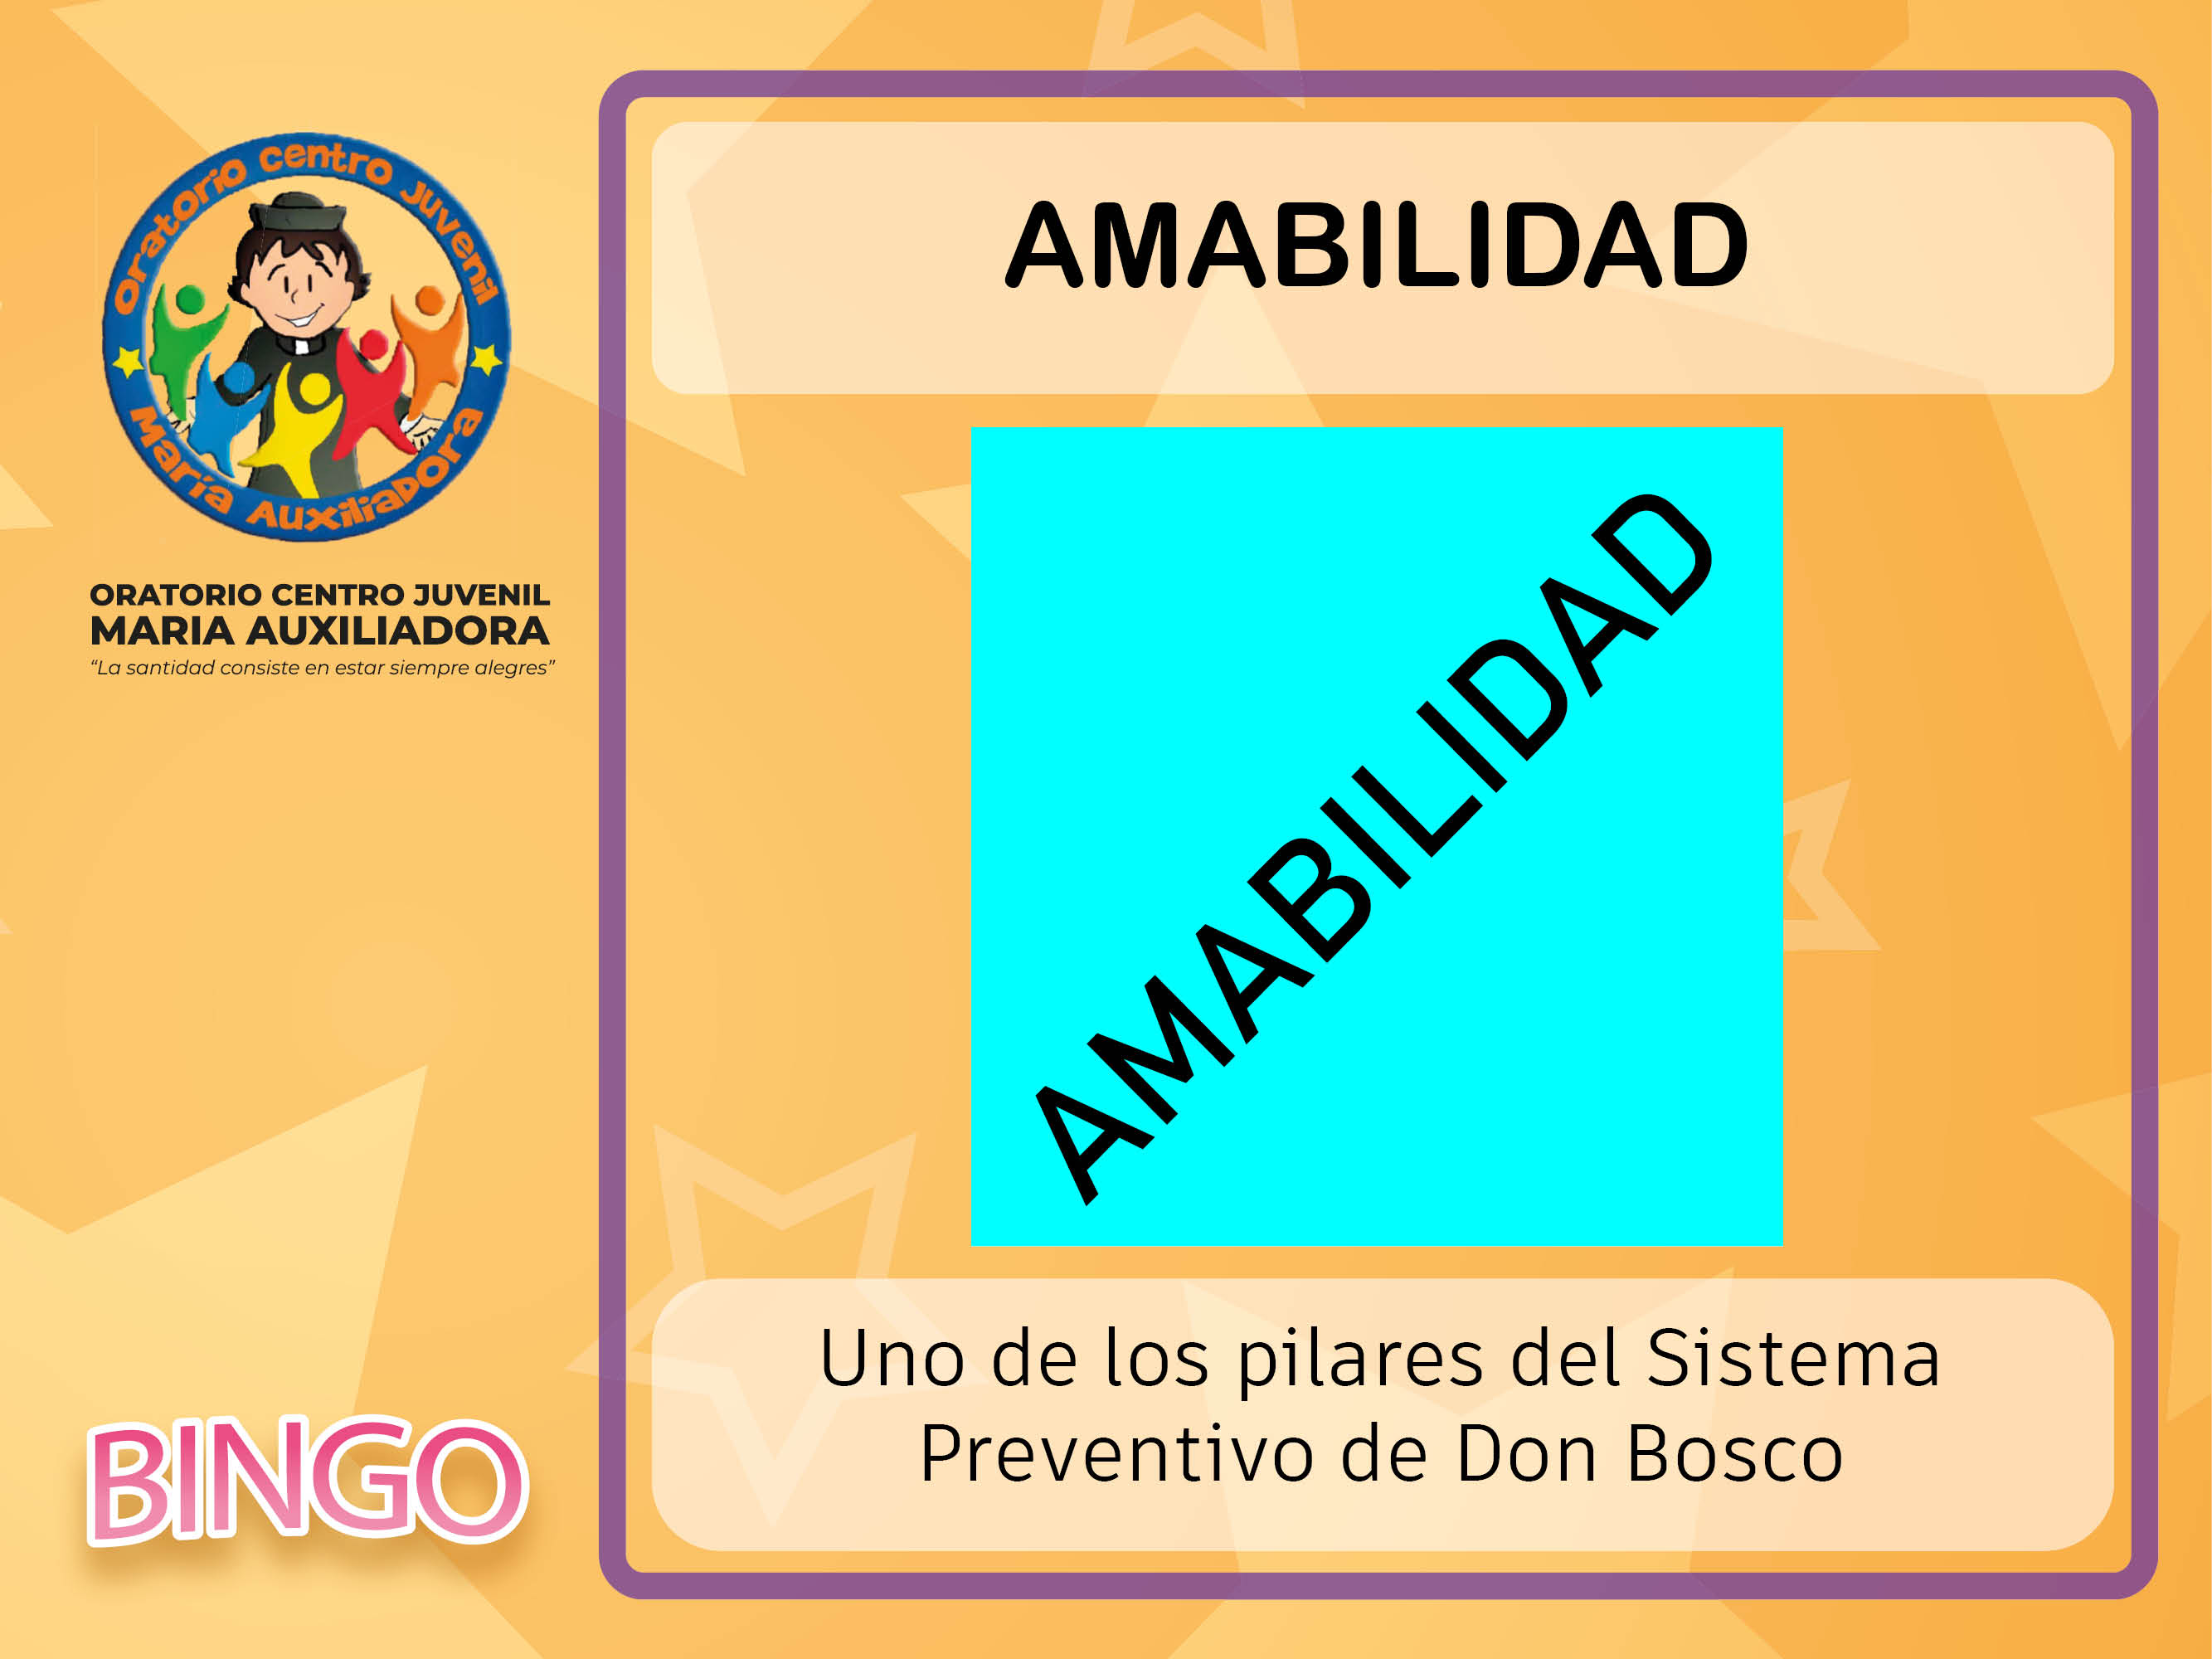 Oratorio Centro Juvenil
María Auxiliadora
ORATORIO CENTRO JUVENIL
MARIA AUXILIADORA
“La santidad consiste en estar siempre alegres”
BINGO
AMABILIDAD
AMABILIDAD
Uno de los pilares del Sistema
Preventivo de Don Bosco